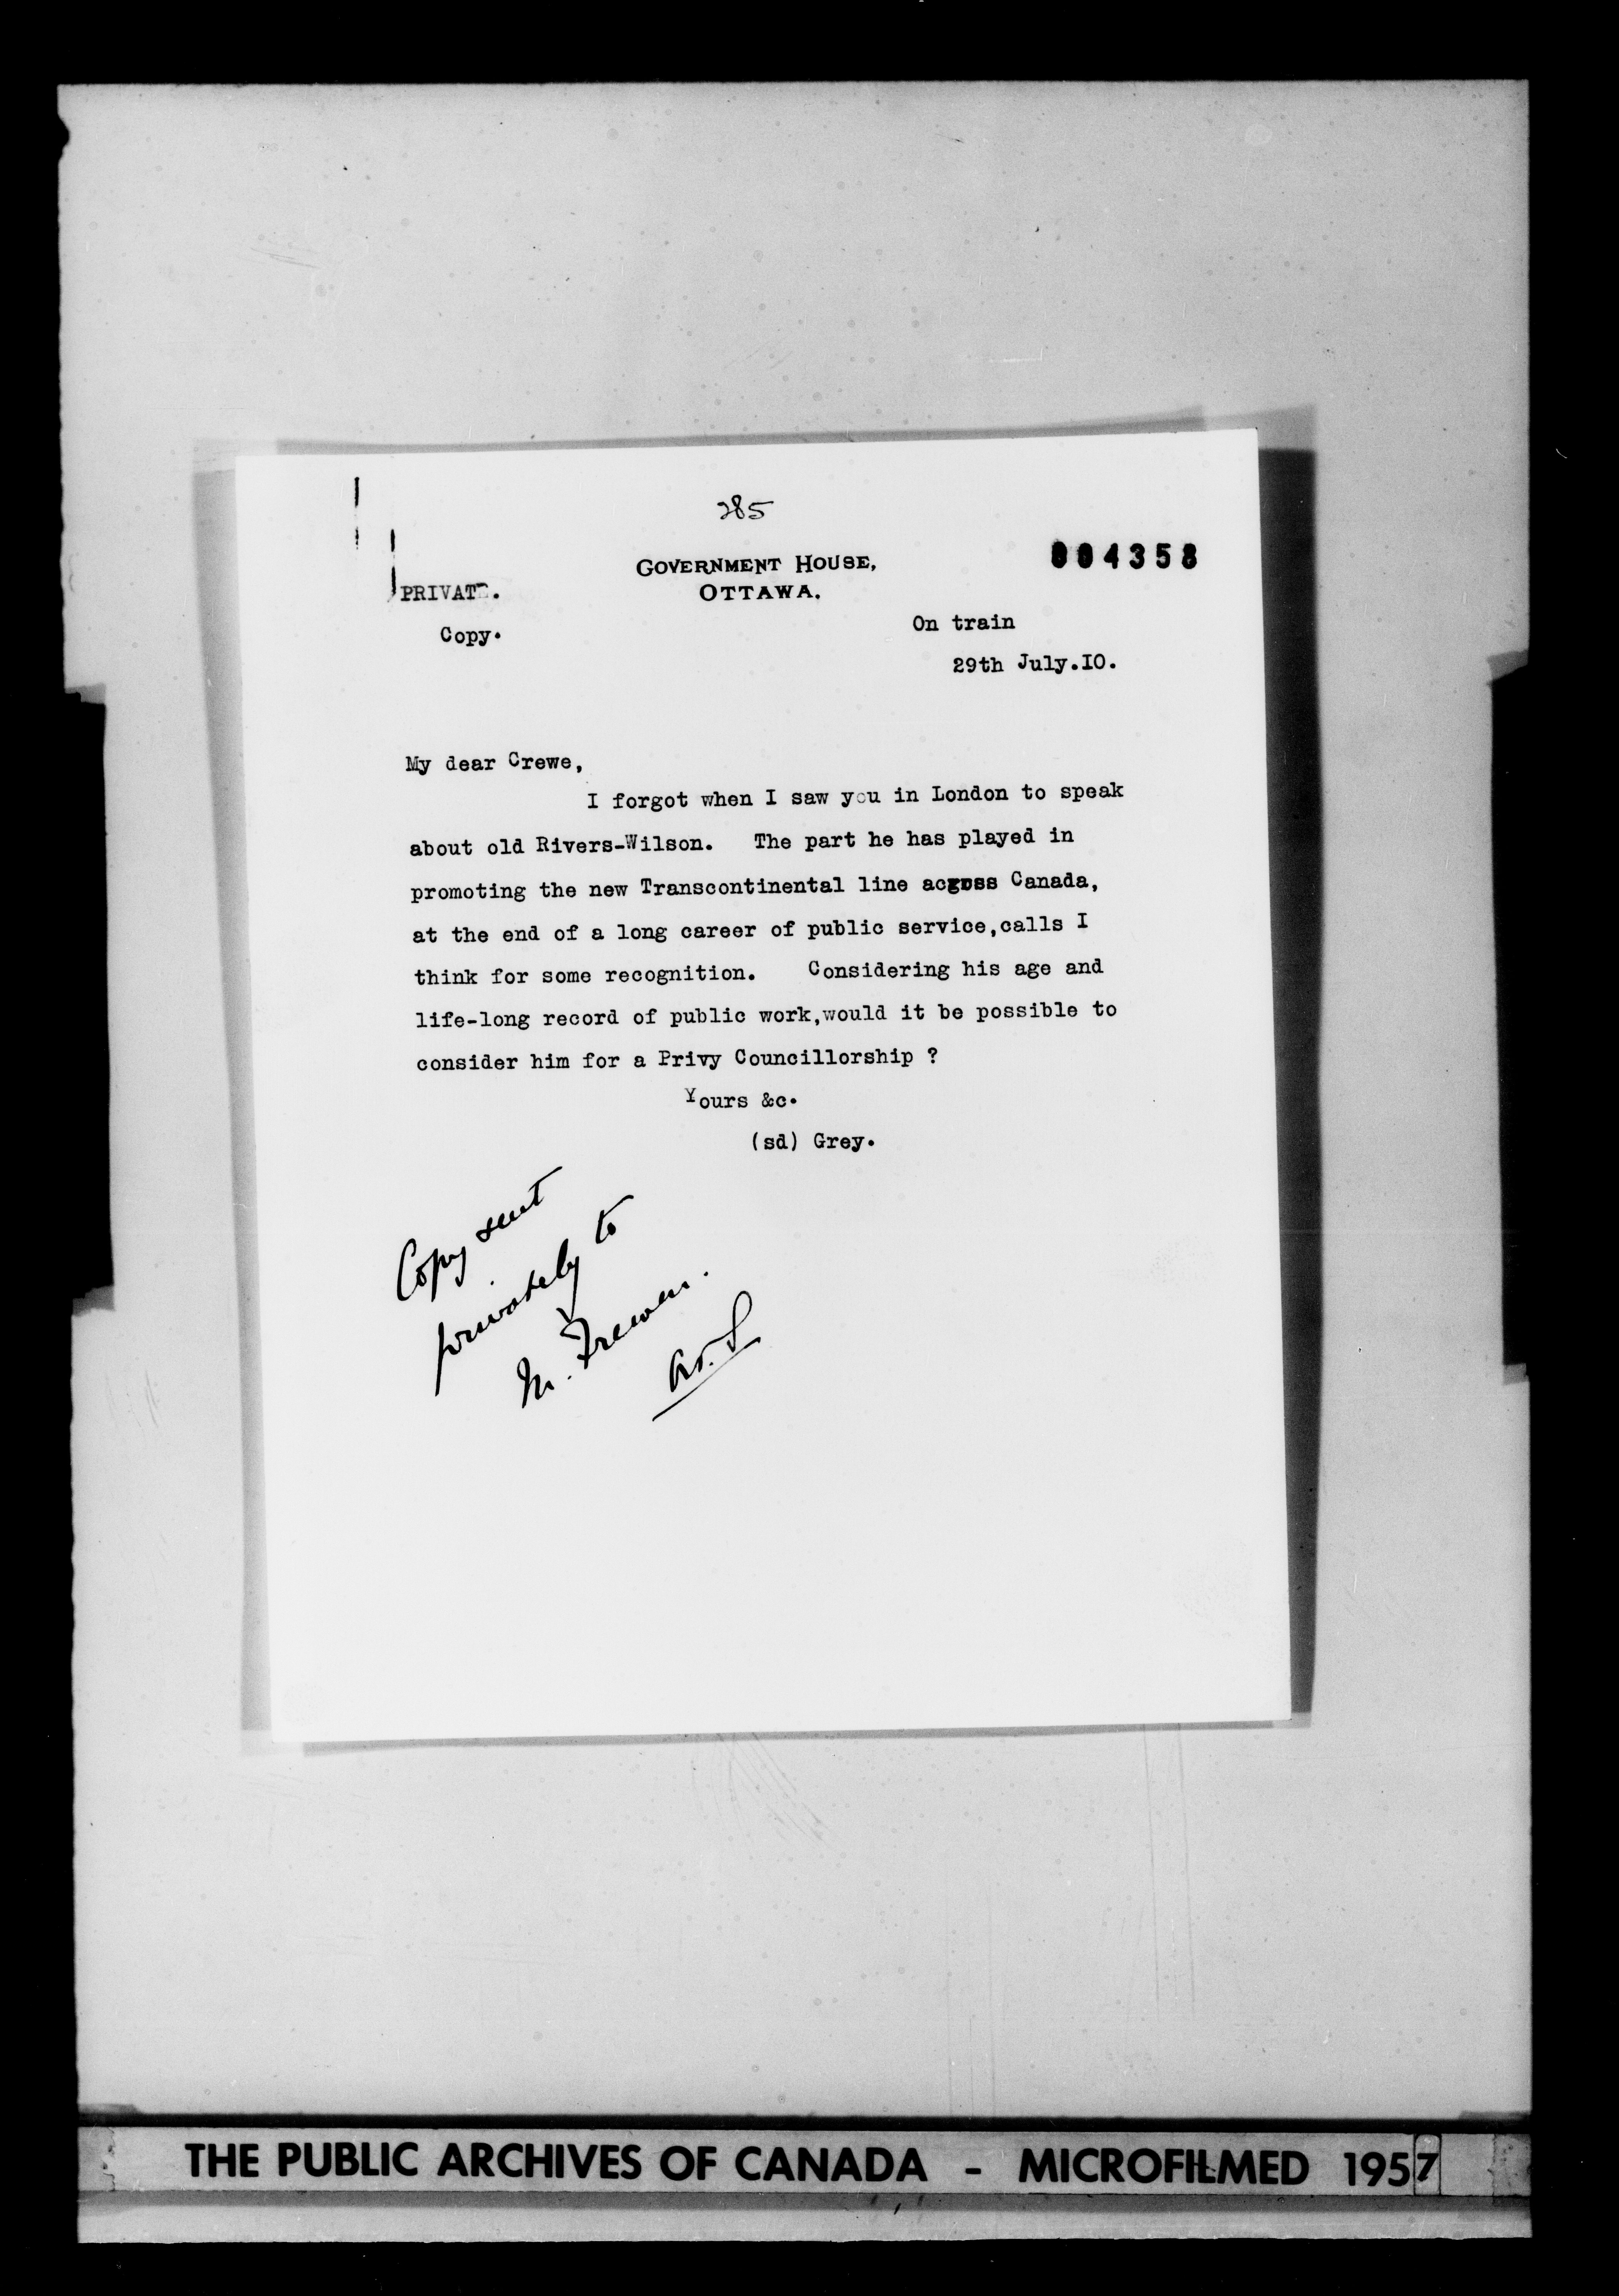 285
004358
GOVERNMENT HOUSE,
OTTAWA.
PRIVATE.
Copy.
On train
29th July.IO.
My dear Crewe,
I forgot when I saw you in London to speak
about old Rivers-Wilson. The part he has played in
promoting the new Transcontinental line across Canada,
at the end of a long career of public service,calls I
think for some recognition. Considering his age and
life-long record of public work,would it be possible to
consider him for a Privy Councillorship ?
Yours &c.
(sd) Grey.
Copy sent
privately to
M. Frewen.
THE PUBLIC ARCHIVES OF CANADA - MICROFILMED 1957